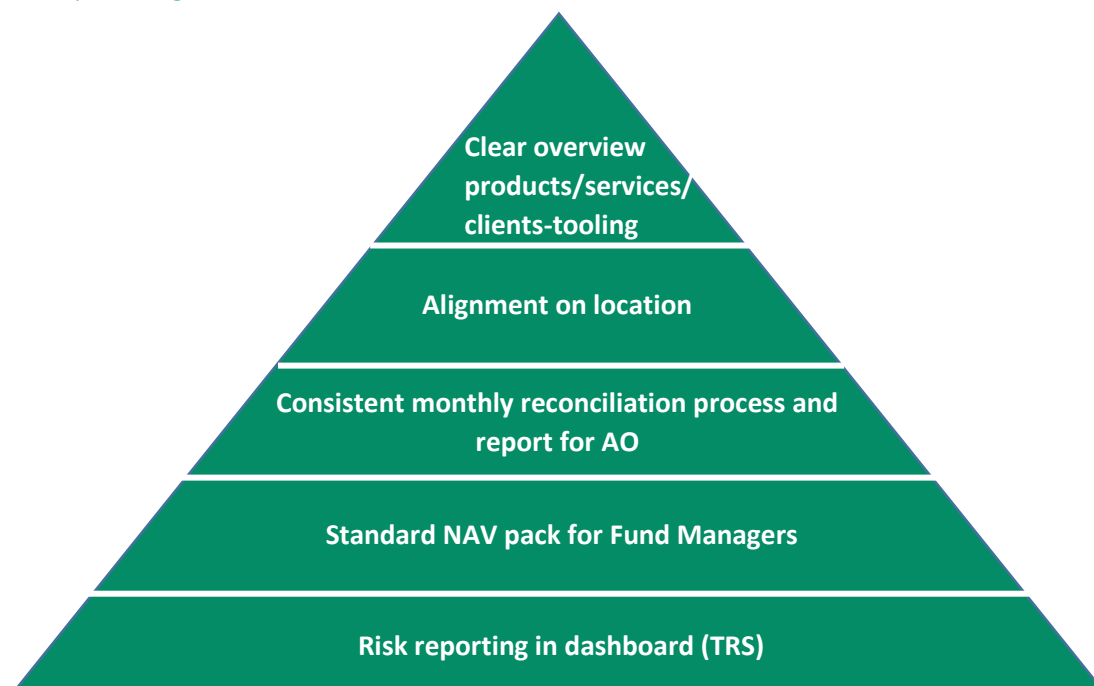 Clear overview
products/services/
clients-tooling
Alignment on location
Consistent monthly reconciliation process and
report for AO
Standard NAV pack for Fund Managers
Risk reporting in dashboard (TRS)